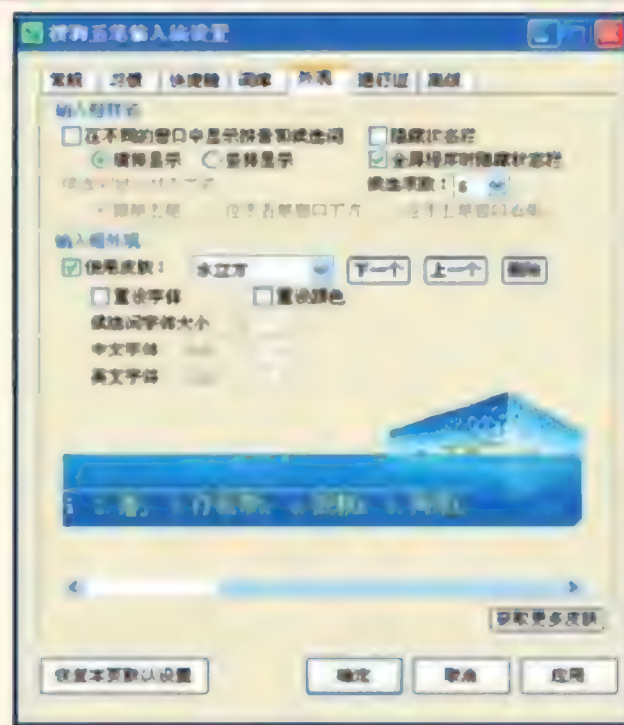 搜狗五笔输入法设置
常规 习惯 快捷键 词库 外观 通行证 高级
输入框样式
在不同的窗口中显示拼音和候选词 隐藏状态栏
横排显示 竖排显示 全屏程序时隐藏状态栏
候选项数: 5
输入框外观
使用皮肤: 水立方 下一个 上一个 删除
重设字体 重设颜色
候选词字体大小
中文字体
英文字体
获取更多皮肤
恢复本页默认设置 确定 取消 应用